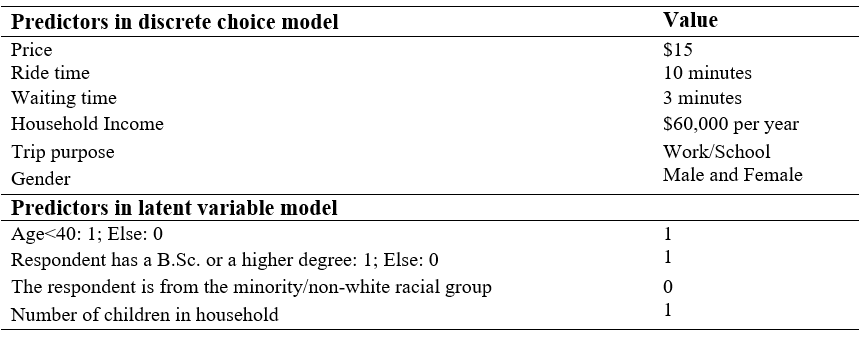 Predictors in discrete choice model Value
Price $15
Ride time 10 minutes
Waiting time 3 minutes
Household Income $60,000 per year
Trip purpose Work/School
Gender Male and Female
Predictors in latent variable model
Age<40: 1; Else: 0 1
Respondent has a B.Sc. or a higher degree: 1; Else: 0 1
The respondent is from the minority/non-white racial group 0
Number of children in household 1